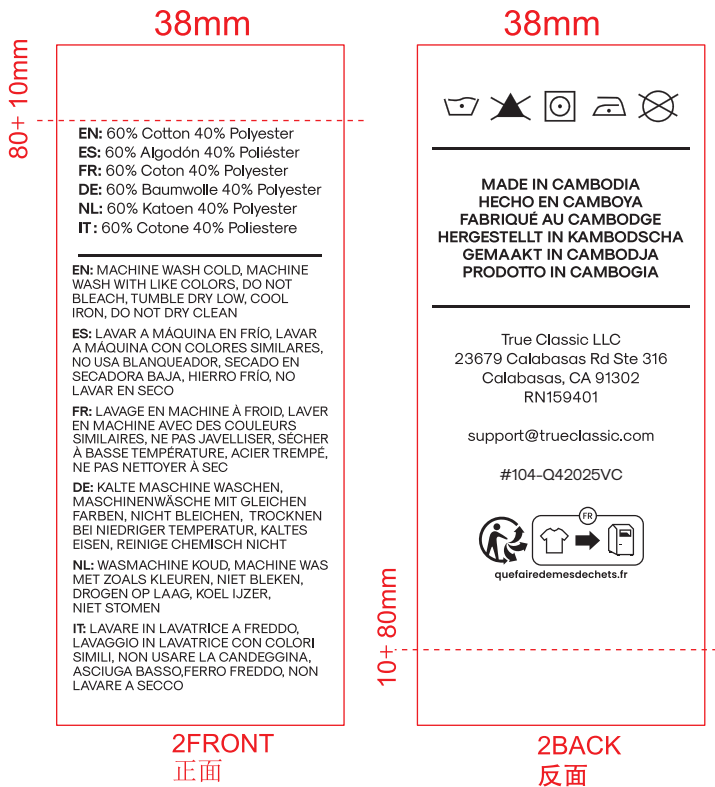 38mm
80+ 10mm
EN: 60% Cotton 40% Polyester
ES: 60% Algodón 40% Poliéster
FR: 60% Coton 40% Polyester
DE: 60% Baumwolle 40% Polyester
NL: 60% Katoen 40% Polyester
IT : 60% Cotone 40% Poliestere
EN: MACHINE WASH COLD, MACHINE
WASH WITH LIKE COLORS, DO NOT
BLEACH, TUMBLE DRY LOW, COOL
IRON, DO NOT DRY CLEAN
ES: LAVAR A MÁQUINA EN FRÍO, LAVAR
A MÁQUINA CON COLORES SIMILARES,
NO USA BLANQUEADOR, SECADO EN
SECADORA BAJA, HIERRO FRÍO, NO
LAVAR EN SECO
FR: LAVAGE EN MACHINE À FROID, LAVER
EN MACHINE AVEC DES COULEURS
SIMILAIRES, NE PAS JAVELLISER, SÉCHER
À BASSE TEMPÉRATURE, ACIER TREMPÉ,
NE PAS NETTOYER À SEC
DE: KALTE MASCHINE WASCHEN,
MASCHINENWÄSCHE MIT GLEICHEN
FARBEN, NICHT BLEICHEN, TROCKNEN
BEI NIEDRIGER TEMPERATUR, KALTES
EISEN, REINIGE CHEMISCH NICHT
NL: WASMACHINE KOUD, MACHINE WAS
MET ZOALS KLEUREN, NIET BLEKEN,
DROGEN OP LAAG, KOEL IJZER,
NIET STOMEN
IT: LAVARE IN LAVATRICE A FREDDO,
LAVAGGIO IN LAVATRICE CON COLORI
SIMILI, NON USARE LA CANDEGGINA,
ASCIUGA BASSO,FERRO FREDDO, NON
LAVARE A SECCO
2FRONT
正面
38mm
MADE IN CAMBODIA
HECHO EN CAMBOYA
FABRIQUÉ AU CAMBODGE
HERGESTELLT IN KAMBODSCHA
GEMAAKT IN CAMBODJA
PRODOTTO IN CAMBOGIA
True Classic LLC
23679 Calabasas Rd Ste 316
Calabasas, CA 91302
RN159401
support@trueclassic.com
#104-Q42025VC
FR
quefairedemesdechets.fr
10+ 80mm
2BACK
反面